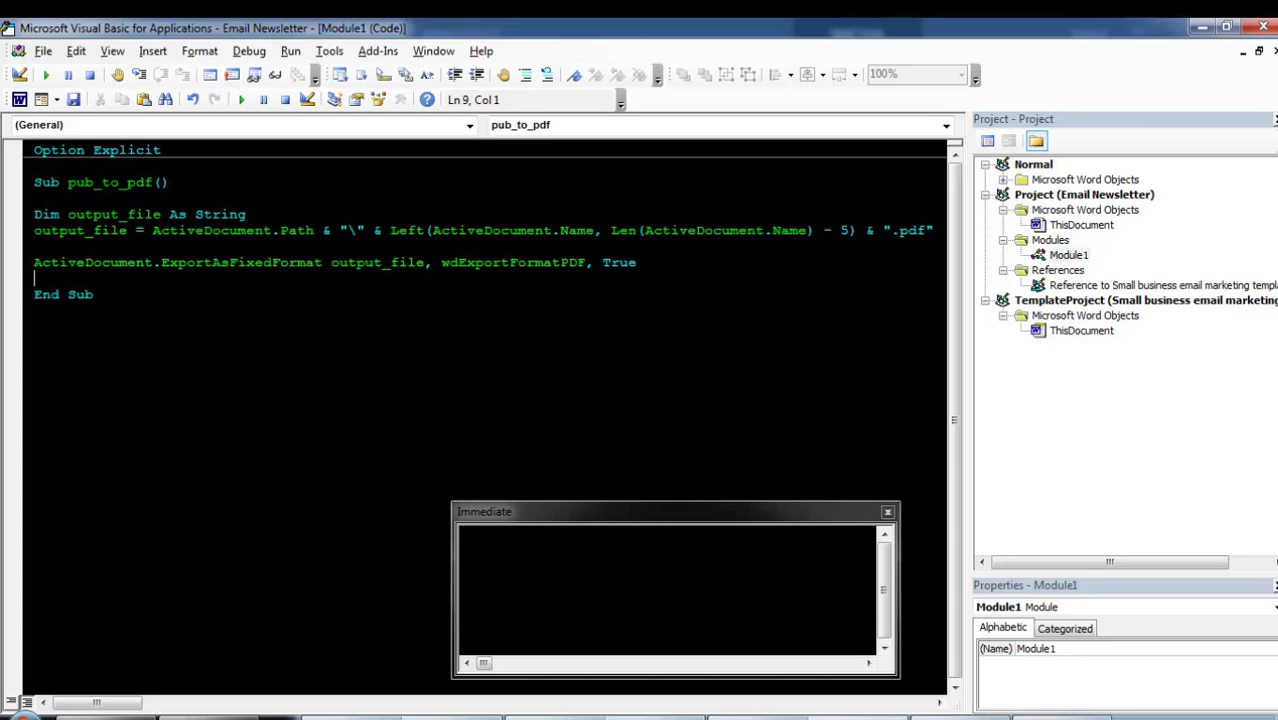 Microsoft Visual Basic for Applications - Email Newsletter - [Module1 (Code)]
File Edit View Insert Format Debug Run Tools Add-Ins Window Help
100%
Ln 9, Col 1
(General) pub_to_pdf
Option Explicit
Sub pub_to_pdf()
Dim output_file As String
output_file = ActiveDocument.Path & "\" & Left(ActiveDocument.Name, Len(ActiveDocument.Name) - 5) & ".pdf"
ActiveDocument.ExportAsFixedFormat output_file, wdExportFormatPDF, True
End Sub
Immediate
Project - Project
Normal
Microsoft Word Objects
Project (Email Newsletter)
Microsoft Word Objects
ThisDocument
Modules
Module1
References
Reference to Small business email marketing templa
TemplateProject (Small business email marketing
Microsoft Word Objects
ThisDocument
Properties - Module1
Module1 Module
Alphabetic Categorized
(Name) Module1